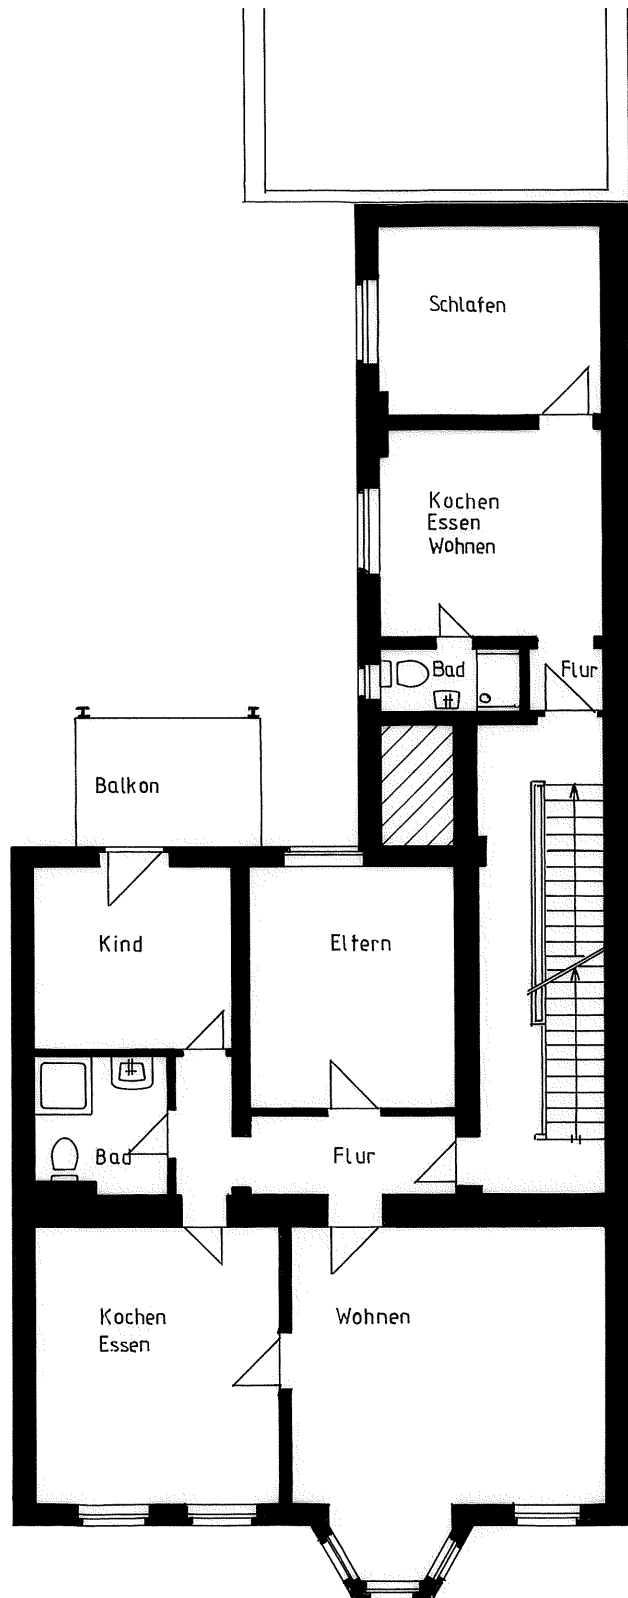 Schlafen
Kochen
Essen
Wohnen
Bad
Flur
Balkon
Kind
Eltern
Bad
Flur
Kochen
Essen
Wohnen